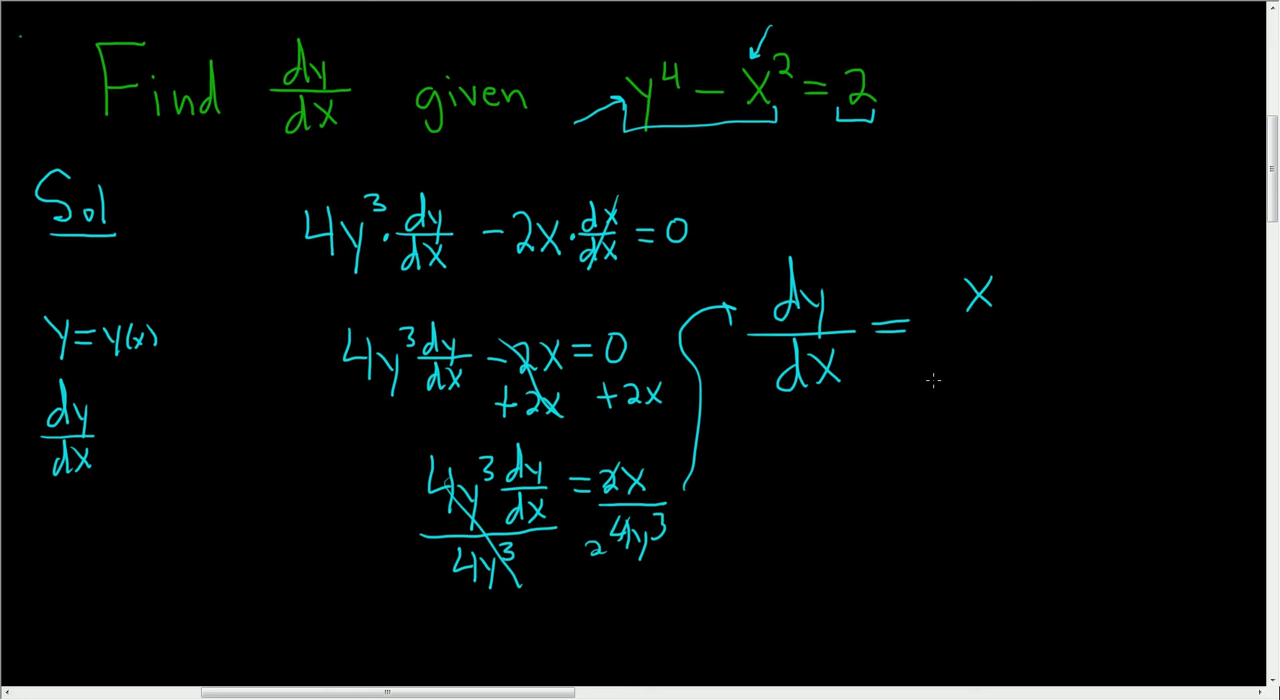 Find dy/dx given y⁴ - x² = 2
Sol
4y³ · dy/dx - 2x · dx/dx = 0
y = y(x)
dy/dx
4y³ dy/dx - 2x = 0
+2x +2x
4y³ dy/dx / 4y³ = 2x / 4y³
2
dy/dx = x